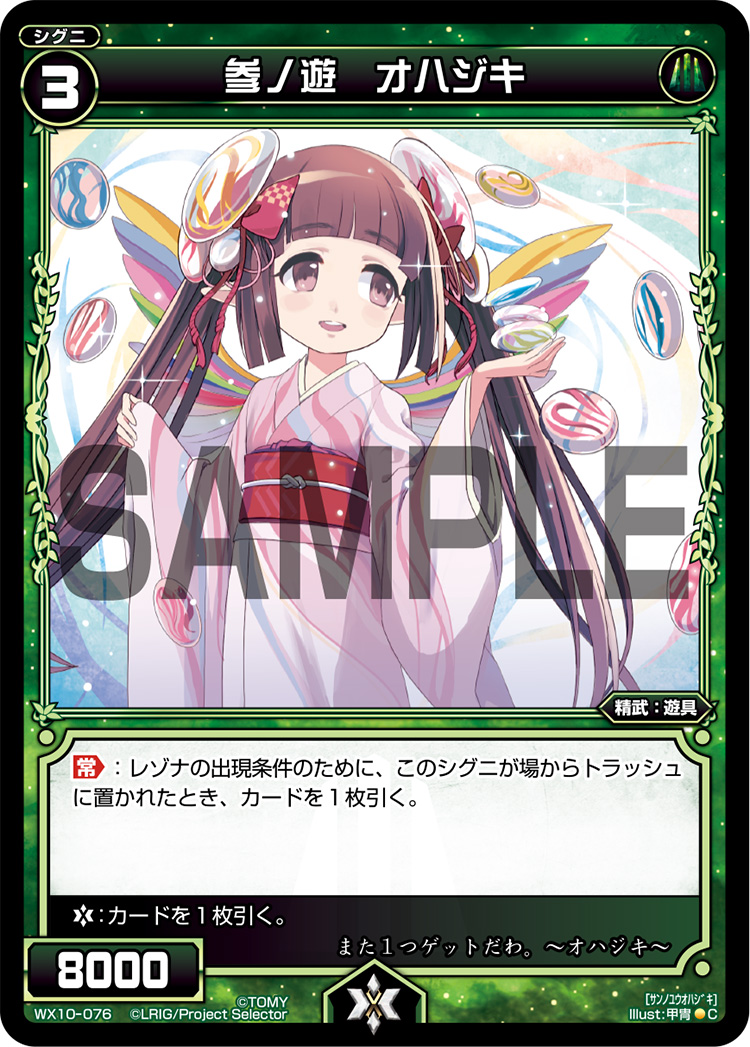 シグニ
3
参ノ遊 オハジキ
SAMPLE
精武:遊具
常:レゾナの出現条件のために、このシグニが場からトラッシュ
に置かれたとき、カードを1枚引く。
:カードを1枚引く。
また1つゲットだわ。~オハジキ~
8000
WX10-076 ©LRIG/Project Selector
©TOMY
[サンノユウオハジキ]
Illust:甲冑 C